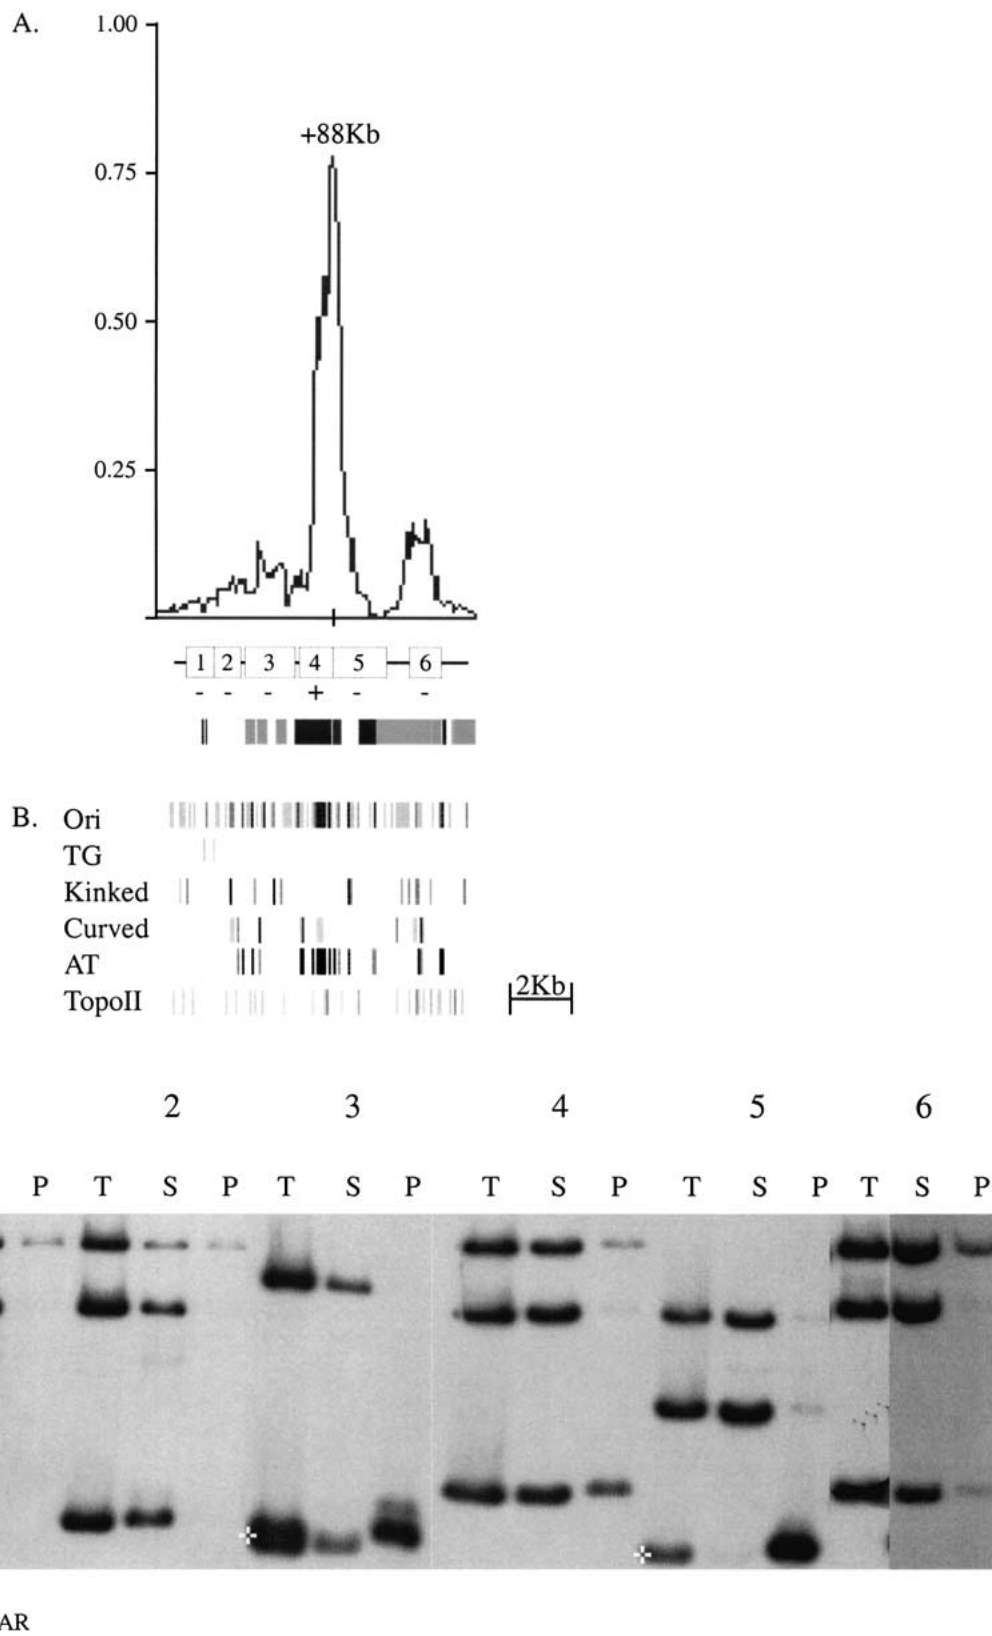 A.
1.00
+88Kb
0.75
0.50
0.25
1 2 3 4 5 6
- - - + - -
B.
Ori
TG
Kinked
Curved
AT
TopoII
2Kb
2 3 4 5 6
P T S P T S P T S P T S P T S P
AR